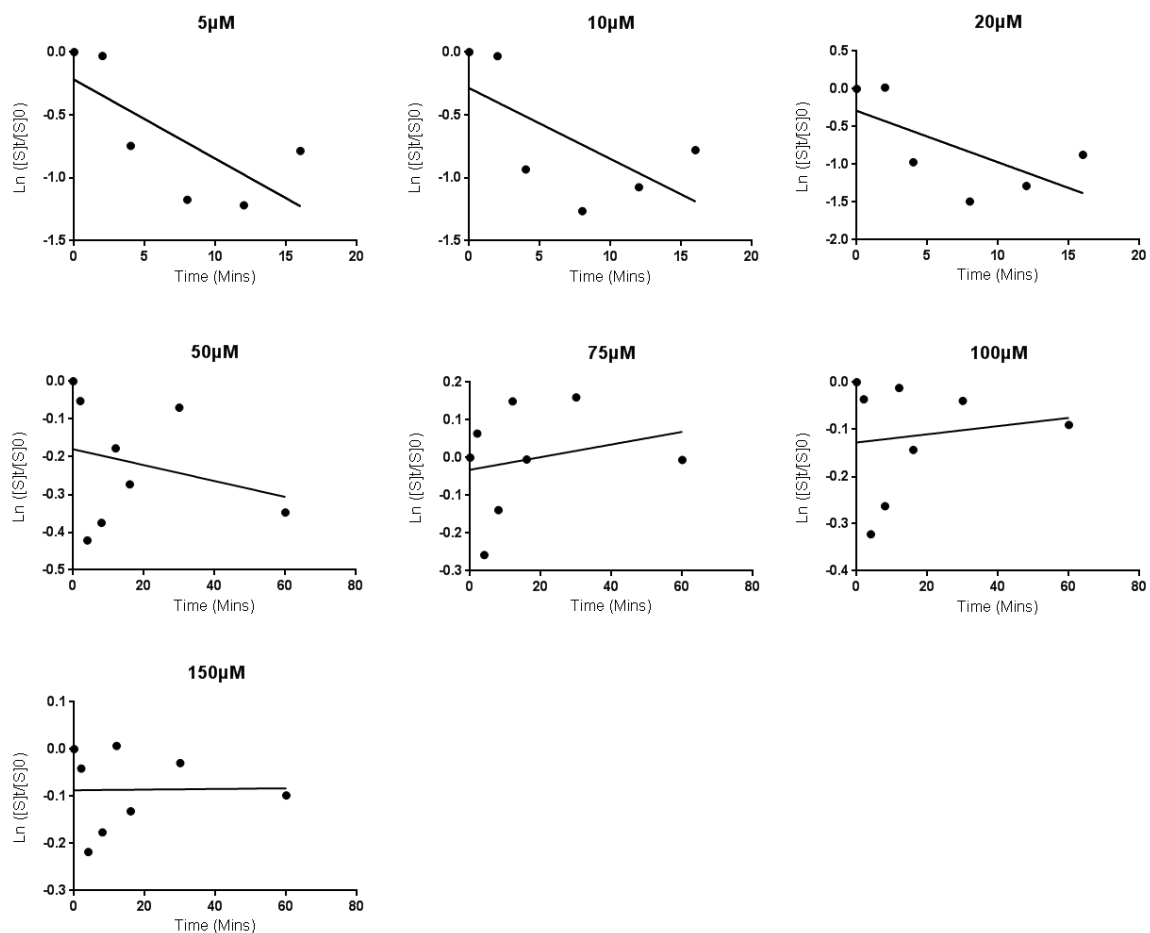 5µM
0.0
-0.5
-1.0
-1.5
Ln ([S]t/[S]0)
0 5 10 15 20
Time (Mins)
10µM
0.0
-0.5
-1.0
-1.5
Ln ([S]t/[S]0)
0 5 10 15 20
Time (Mins)
20µM
0.5
0.0
-0.5
-1.0
-1.5
-2.0
Ln ([S]t/[S]0)
0 5 10 15 20
Time (Mins)
50µM
0.0
-0.1
-0.2
-0.3
-0.4
-0.5
Ln ([S]t/[S]0)
0 20 40 60 80
Time (Mins)
75µM
0.2
0.1
0.0
-0.1
-0.2
-0.3
Ln ([S]t/[S]0)
0 20 40 60 80
Time (Mins)
100µM
0.0
-0.1
-0.2
-0.3
-0.4
Ln ([S]t/[S]0)
0 20 40 60 80
Time (Mins)
150µM
0.1
0.0
-0.1
-0.2
-0.3
Ln ([S]t/[S]0)
0 20 40 60 80
Time (Mins)